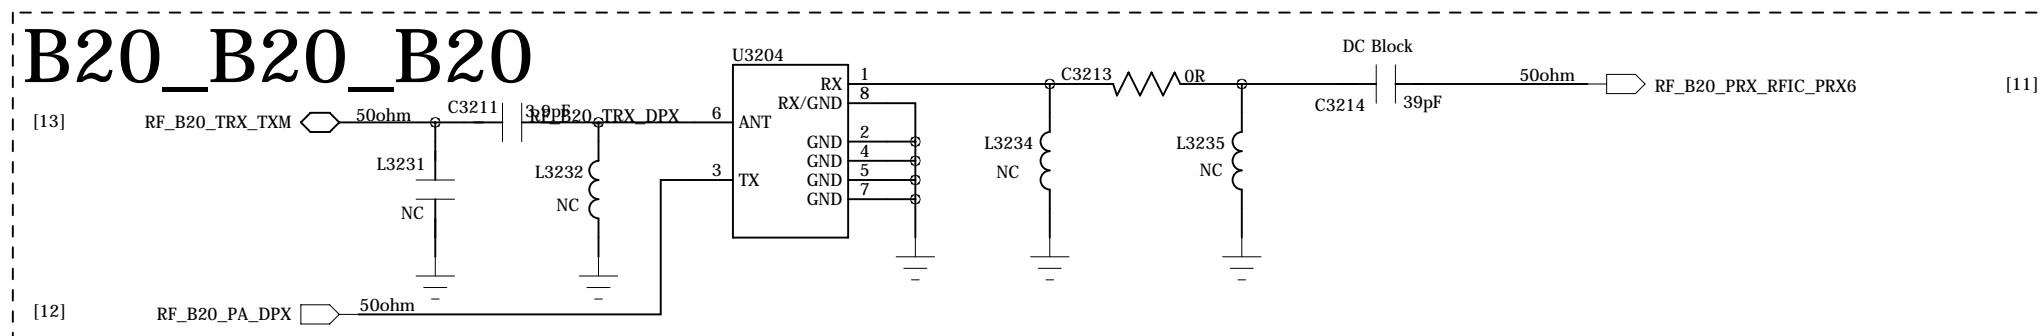 B20_B20_B20
U3204
DC Block
RX 1
C3213 0R
50ohm
RF_B20_PRX_RFIC_PRX6
[11]
RX/GND 8
C3214
39pF
[13]
RF_B20_TRX_TXM
50ohm
C3211
RF_B20_TRX_DPX
6 ANT
GND 2
GND 4
GND 5
GND 7
3 TX
L3231
NC
L3232
NC
L3234
NC
L3235
NC
[12]
RF_B20_PA_DPX
50ohm